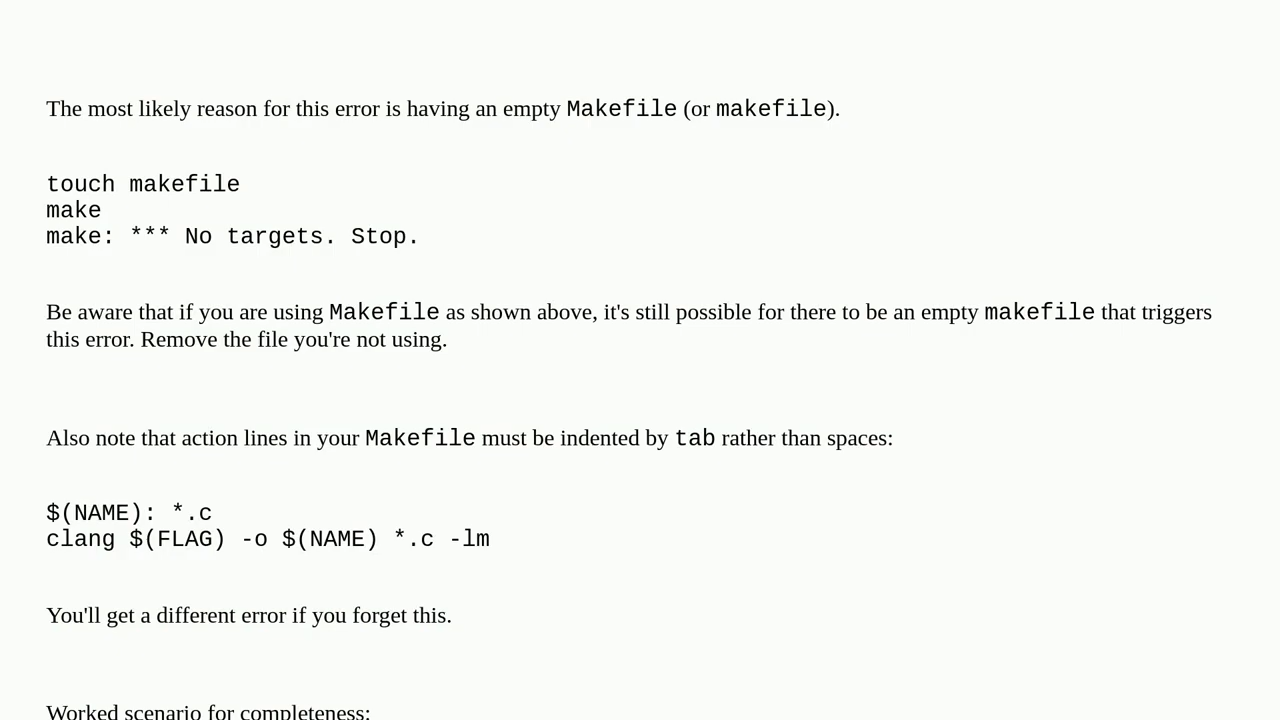 The most likely reason for this error is having an empty Makefile (or makefile).
touch makefile
make
make: *** No targets. Stop.
Be aware that if you are using Makefile as shown above, it's still possible for there to be an empty makefile that triggers
this error. Remove the file you're not using.
Also note that action lines in your Makefile must be indented by tab rather than spaces:
$(NAME): *.c
clang $(FLAG) -o $(NAME) *.c -lm
You'll get a different error if you forget this.
Worked scenario for completeness: